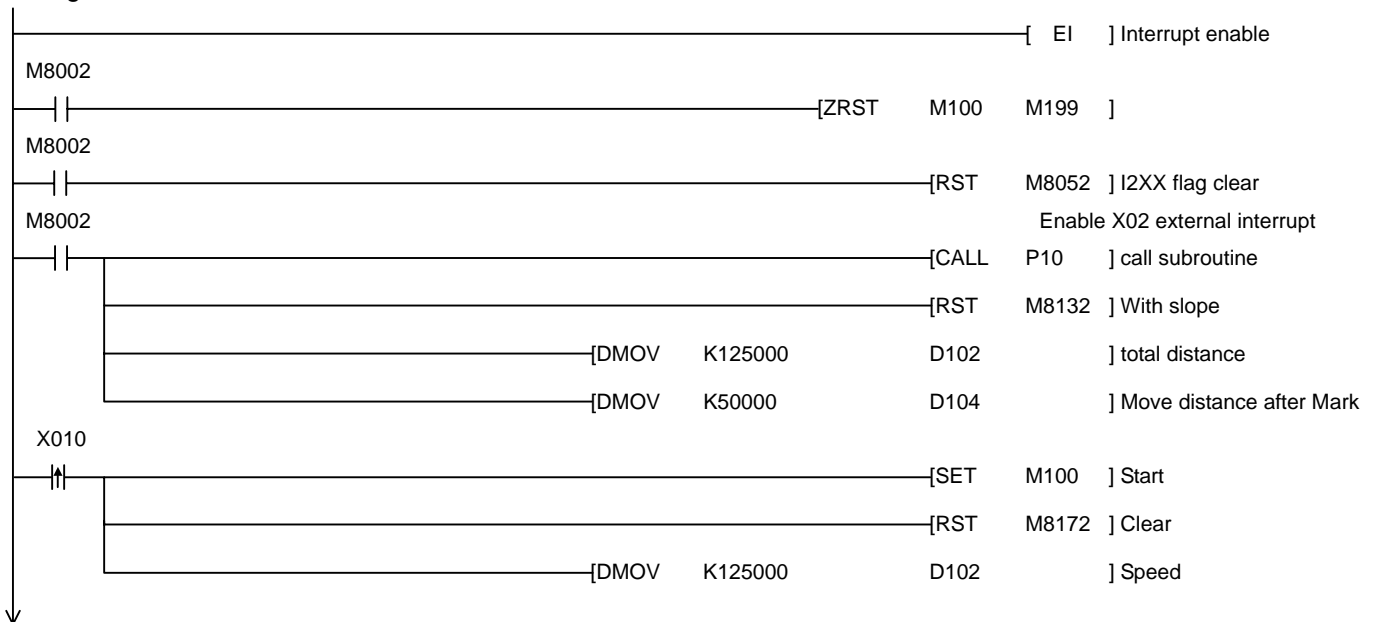 [ EI ] Interrupt enable
M8002
[ZRST M100 M199 ]
M8002
[RST M8052 ] I2XX flag clear
M8002
Enable X02 external interrupt
[CALL P10 ] call subroutine
[RST M8132 ] With slope
[DMOV K125000 D102 ] total distance
[DMOV K50000 D104 ] Move distance after Mark
X010
[SET M100 ] Start
[RST M8172 ] Clear
[DMOV K125000 D102 ] Speed